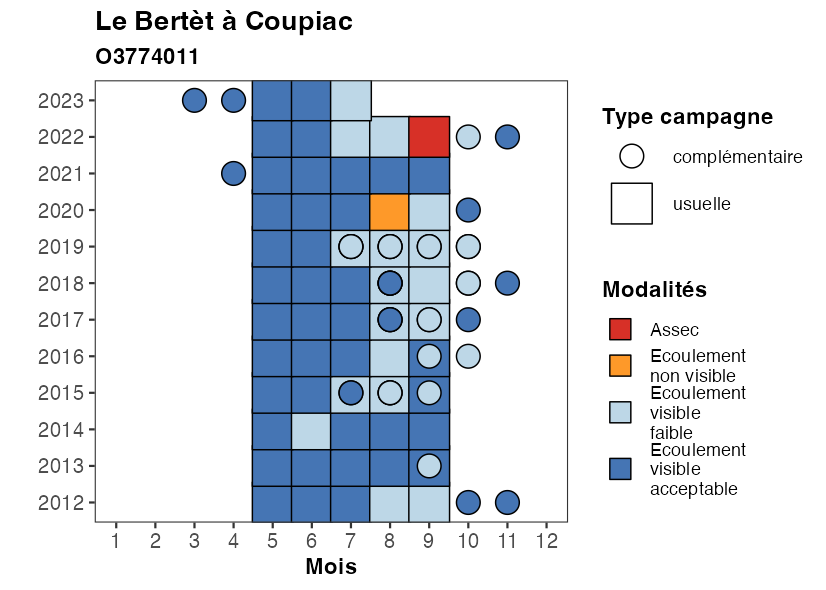 Le Bertèt à Coupiac
O3774011
2023
2022
2021
2020
2019
2018
2017
2016
2015
2014
2013
2012
1 2 3 4 5 6 7 8 9 10 11 12
Mois
Type campagne
complémentaire
usuelle
Modalités
Assec
Ecoulement
non visible
Ecoulement
visible
faible
Ecoulement
visible
acceptable